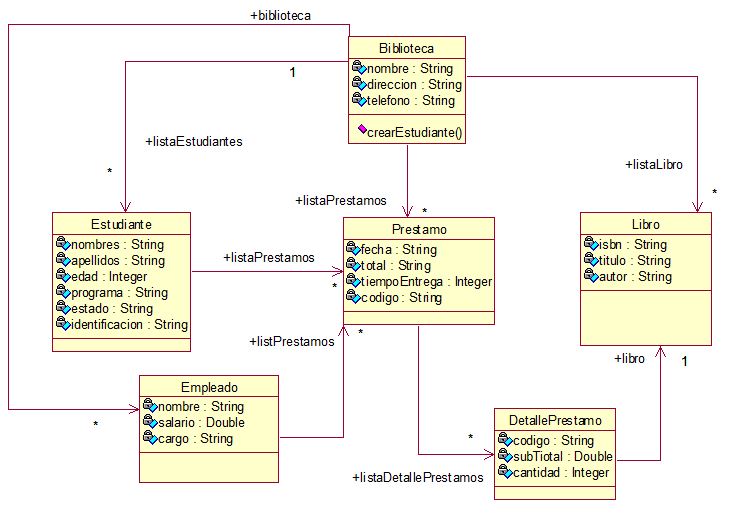 +biblioteca
Biblioteca
nombre : String
direccion : String
telefono : String
crearEstudiante()
1
+listaEstudiantes
*
+listaPrestamos
*
+listaLibro
*
Estudiante
nombres : String
apellidos : String
edad : Integer
programa : String
estado : String
identificacion : String
+listaPrestamos
*
Prestamo
fecha : String
total : String
tiempoEntrega : Integer
codigo : String
Libro
isbn : String
titulo : String
autor : String
+listPrestamos
*
+libro
1
Empleado
nombre : String
salario : Double
cargo : String
*
DetallePrestamo
codigo : String
subTiotal : Double
cantidad : Integer
*
+listaDetallePrestamos